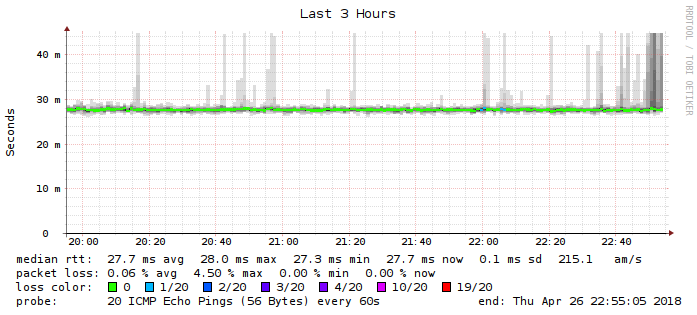 Last 3 Hours
RRDTOOL / TOBI OETIKER
Seconds
40 m
30 m
20 m
10 m
0
20:00 20:20 20:40 21:00 21:20 21:40 22:00 22:20 22:40
median rtt: 27.7 ms avg 28.0 ms max 27.3 ms min 27.7 ms now 0.1 ms sd 215.1 am/s
packet loss: 0.06 % avg 4.50 % max 0.00 % min 0.00 % now
loss color: 0 1/20 2/20 3/20 4/20 10/20 19/20
probe: 20 ICMP Echo Pings (56 Bytes) every 60s end: Thu Apr 26 22:55:05 2018